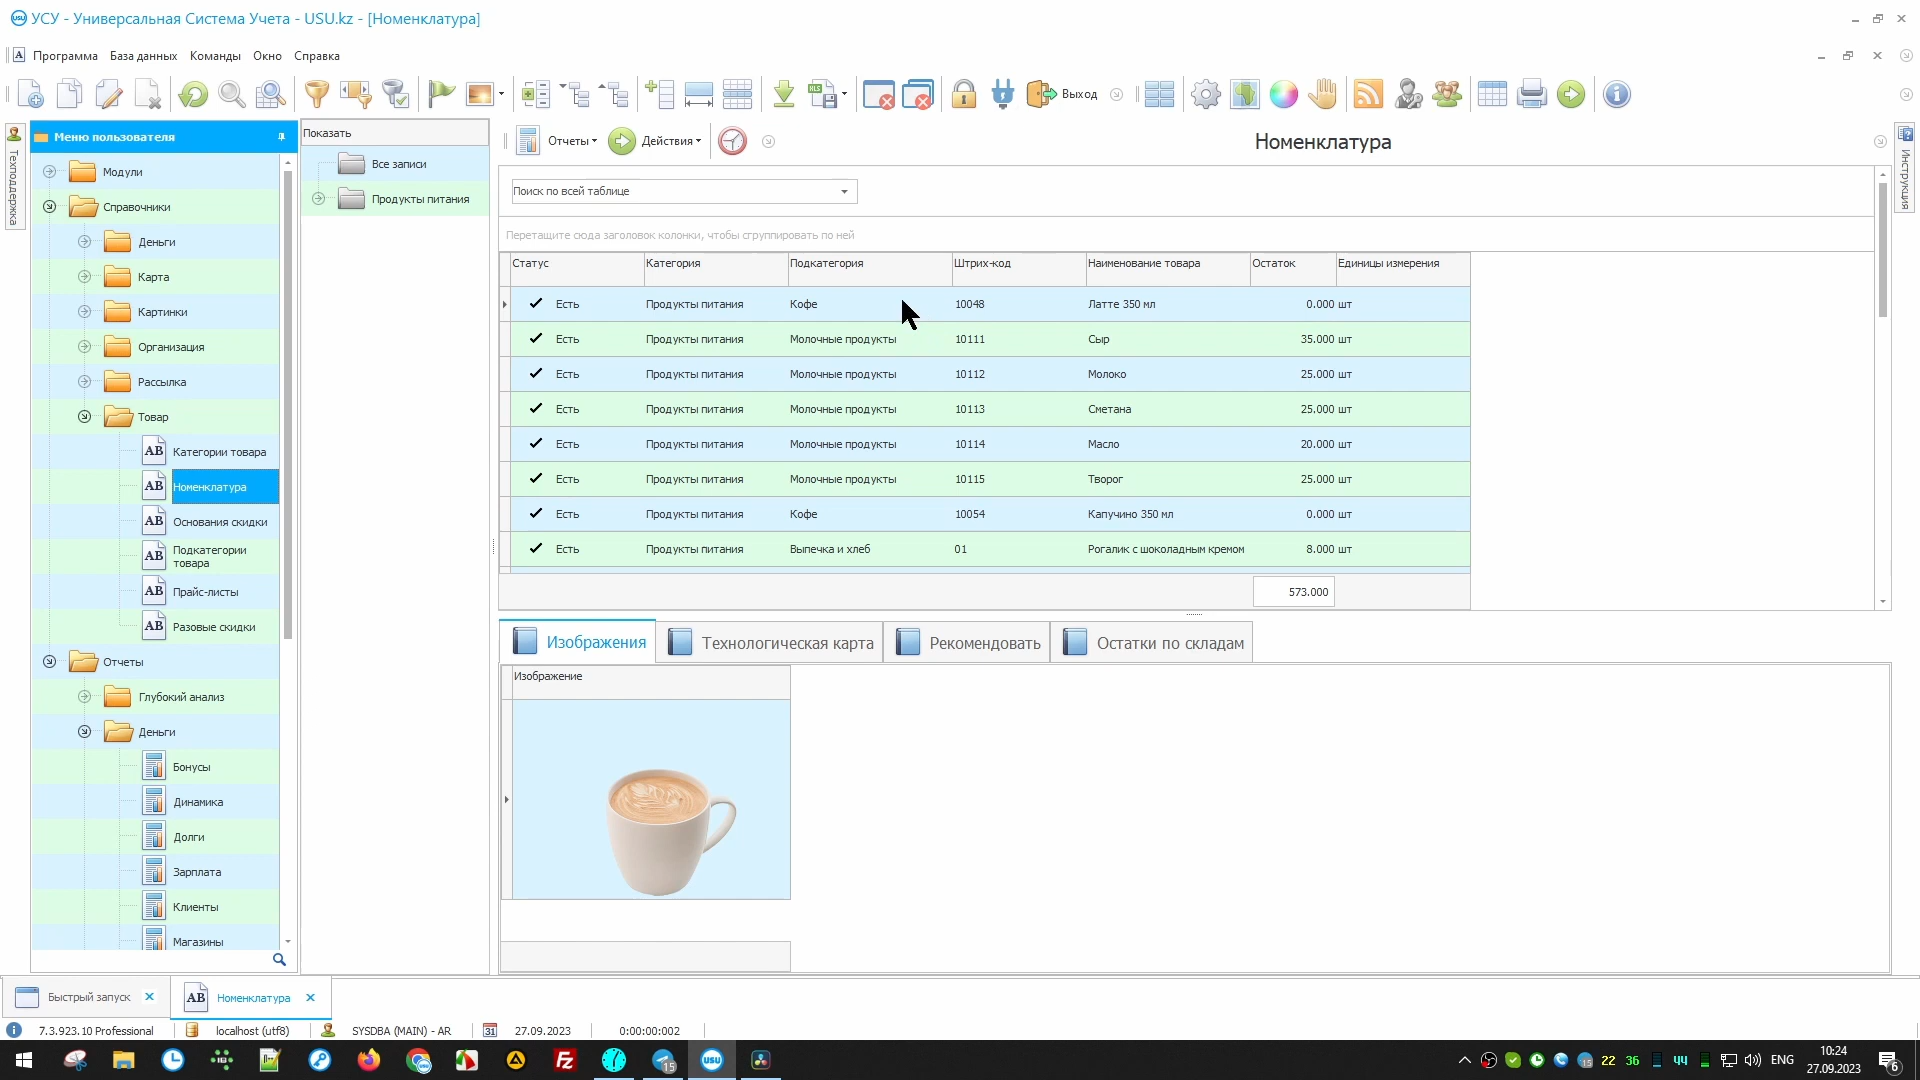 УСУ - Универсальная Система Учета - USU.kz - [Номенклатура]
Программа База данных Команды Окно Справка
Выход
Техподдержка
Меню пользователя
Модули
Справочники
Деньги
Карта
Картинки
Организация
Рассылка
Товар
Категории товара
Номенклатура
Основания скидки
Подкатегории
товара
Прайс-листы
Разовые скидки
Отчеты
Глубокий анализ
Деньги
Бонусы
Динамика
Долги
Зарплата
Клиенты
Магазины
Показать
Все записи
Продукты питания
Отчеты Действия
Номенклатура
Инструкция
Поиск по всей таблице
Перетащите сюда заголовок колонки, чтобы сгруппировать по ней
Статус Категория Подкатегория Штрих-код Наименование товара Остаток Единицы измерения
Есть Продукты питания Кофе 10048 Латте 350 мл 0.000 шт
Есть Продукты питания Молочные продукты 10111 Сыр 35.000 шт
Есть Продукты питания Молочные продукты 10112 Молоко 25.000 шт
Есть Продукты питания Молочные продукты 10113 Сметана 25.000 шт
Есть Продукты питания Молочные продукты 10114 Масло 20.000 шт
Есть Продукты питания Молочные продукты 10115 Творог 25.000 шт
Есть Продукты питания Кофе 10054 Капучино 350 мл 0.000 шт
Есть Продукты питания Выпечка и хлеб 01 Рогалик с шоколадным кремом 8.000 шт
573.000
Изображения Технологическая карта Рекомендовать Остатки по складам
Изображение
Быстрый запуск Номенклатура
7.3.923.10 Professional localhost (utf8) SYSDBA (MAIN) - AR 27.09.2023 0:00:00:002
22 36 44 ENG
10:24
27.09.2023